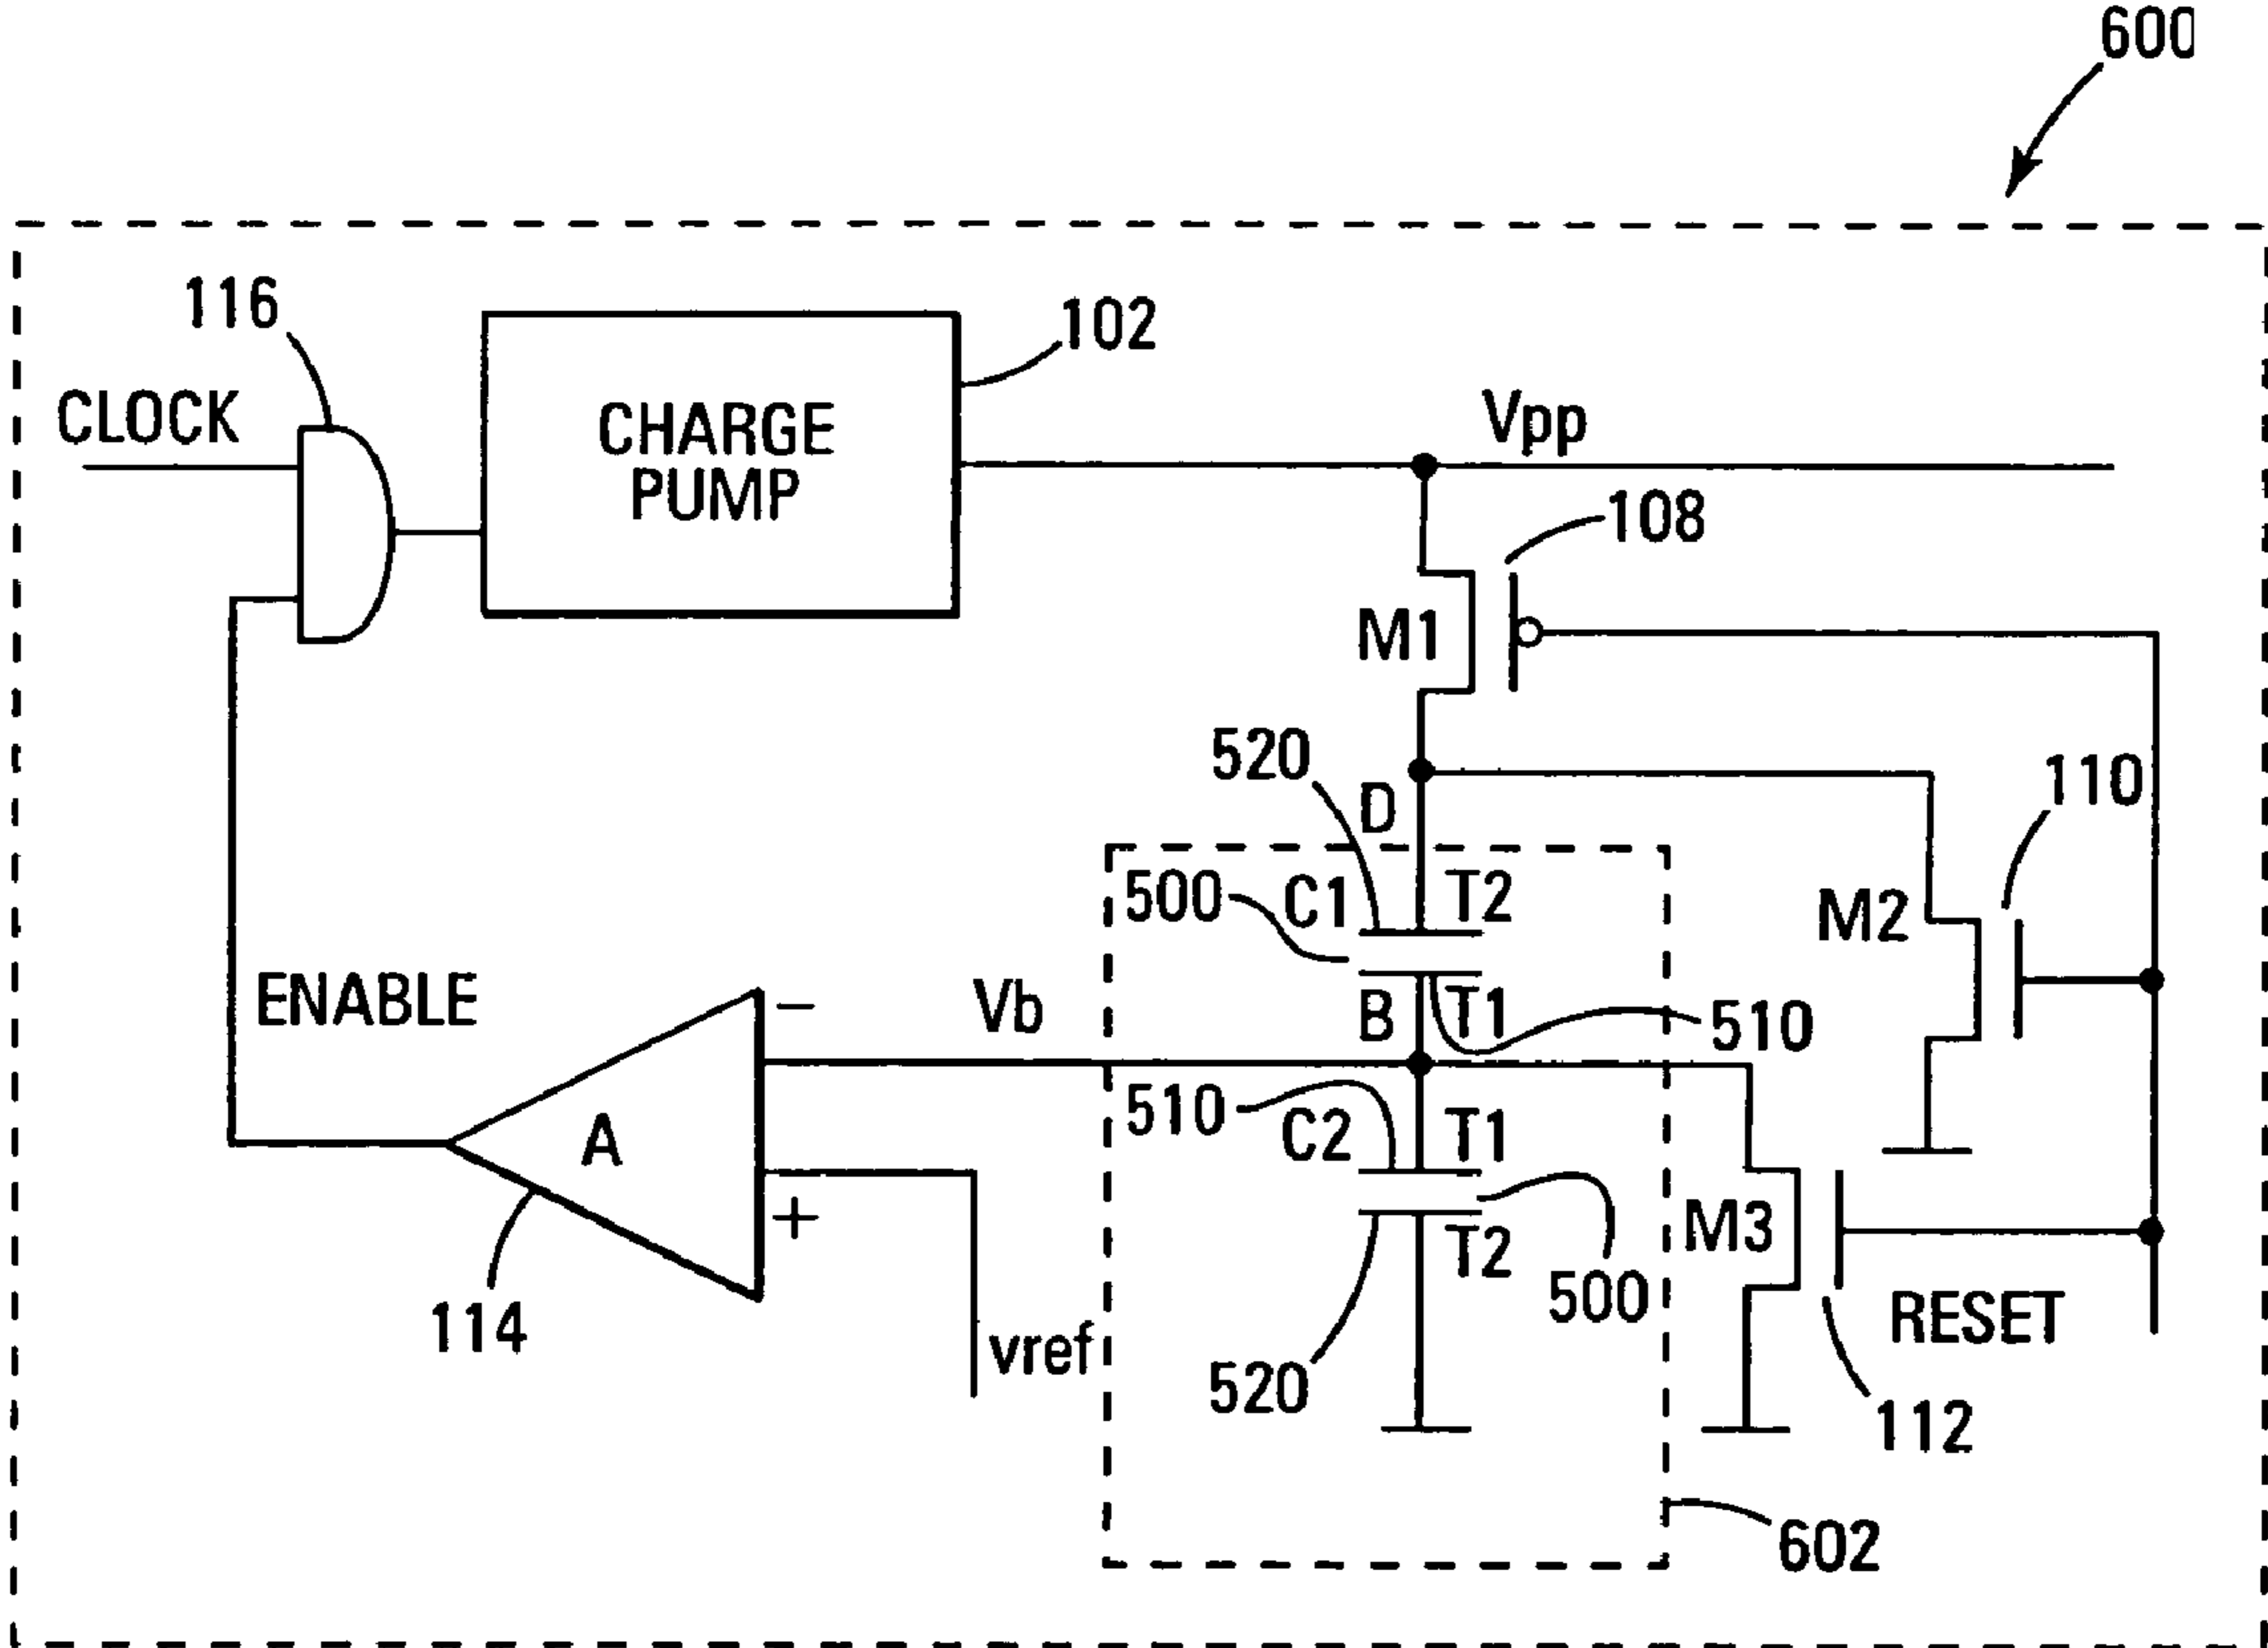 600
116
102
CLOCK
CHARGE
PUMP
Vpp
108
M1
520
D
110
500
C1
T2
M2
ENABLE
Vb
B
T1
510
−
510
A
C2
T1
+
M3
T2
500
RESET
114
vref
520
112
602